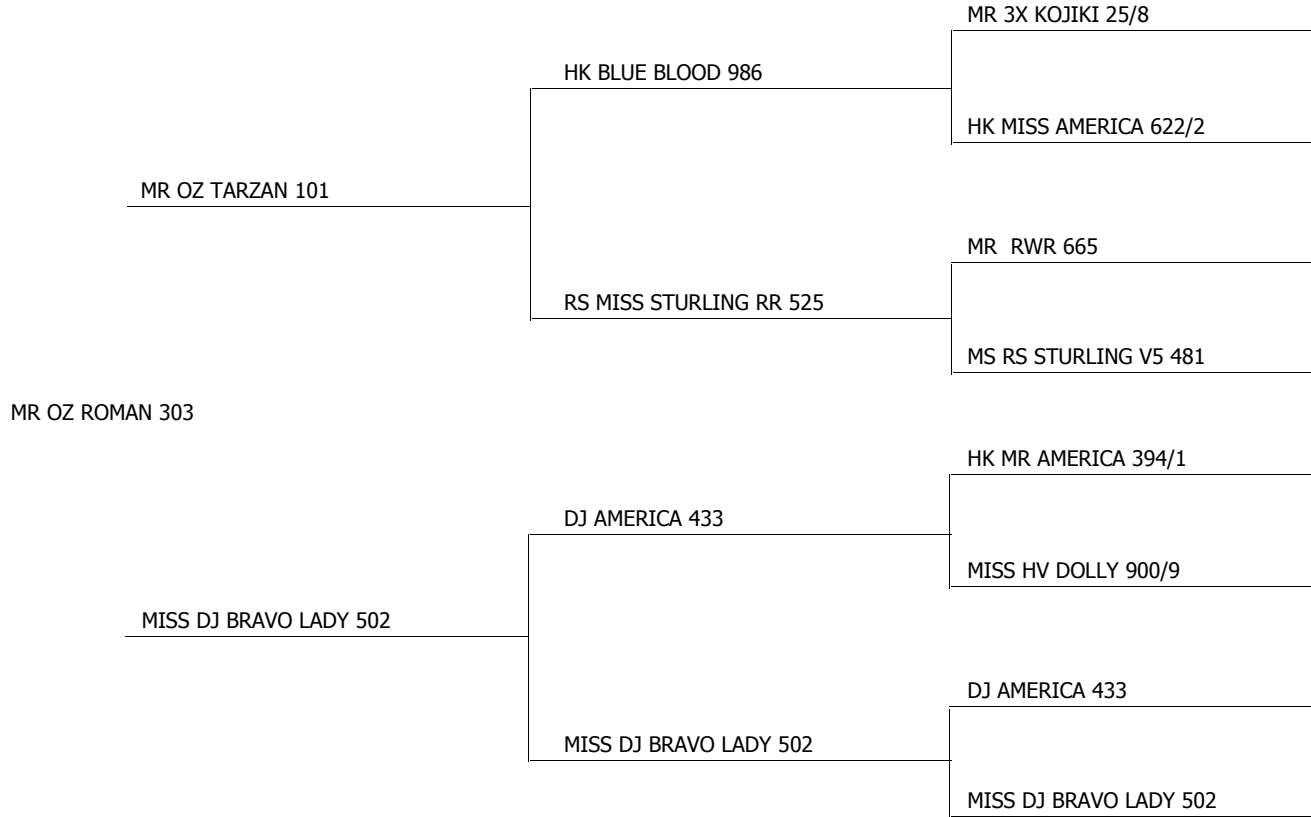 MR 3X KOJIKI 25/8
HK BLUE BLOOD 986
HK MISS AMERICA 622/2
MR OZ TARZAN 101
MR  RWR 665
RS MISS STURLING RR 525
MS RS STURLING V5 481
MR OZ ROMAN 303
HK MR AMERICA 394/1
DJ AMERICA 433
MISS HV DOLLY 900/9
MISS DJ BRAVO LADY 502
DJ AMERICA 433
MISS DJ BRAVO LADY 502
MISS DJ BRAVO LADY 502